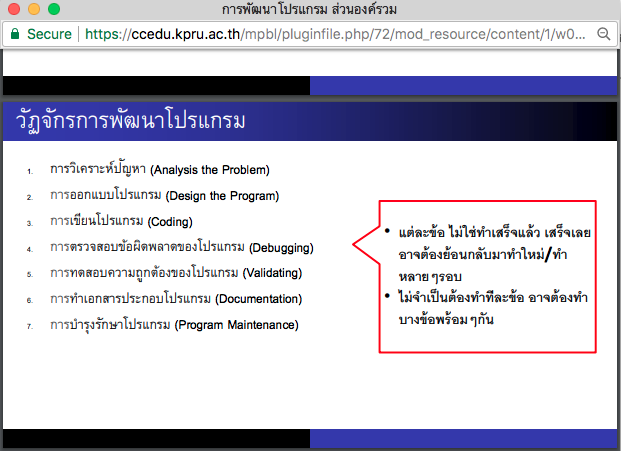 การพัฒนาโปรแกรม ส่วนองค์รวม
Secure https://ccedu.kpru.ac.th/mpbl/pluginfile.php/72/mod_resource/content/1/w0...
วัฏจักรการพัฒนาโปรแกรม
1. การวิเคราะห์ปัญหา (Analysis the Problem)
2. การออกแบบโปรแกรม (Design the Program)
3. การเขียนโปรแกรม (Coding)
4. การตรวจสอบข้อผิดพลาดของโปรแกรม (Debugging)
5. การทดสอบความถูกต้องของโปรแกรม (Validating)
6. การทำเอกสารประกอบโปรแกรม (Documentation)
7. การบำรุงรักษาโปรแกรม (Program Maintenance)
• แต่ละข้อ ไม่ใช่ทำเสร็จแล้ว เสร็จเลย
อาจต้องย้อนกลับมาทำใหม่/ทำ
หลายๆรอบ
• ไม่จำเป็นต้องทำทีละข้อ อาจต้องทำ
บางข้อพร้อมๆกัน